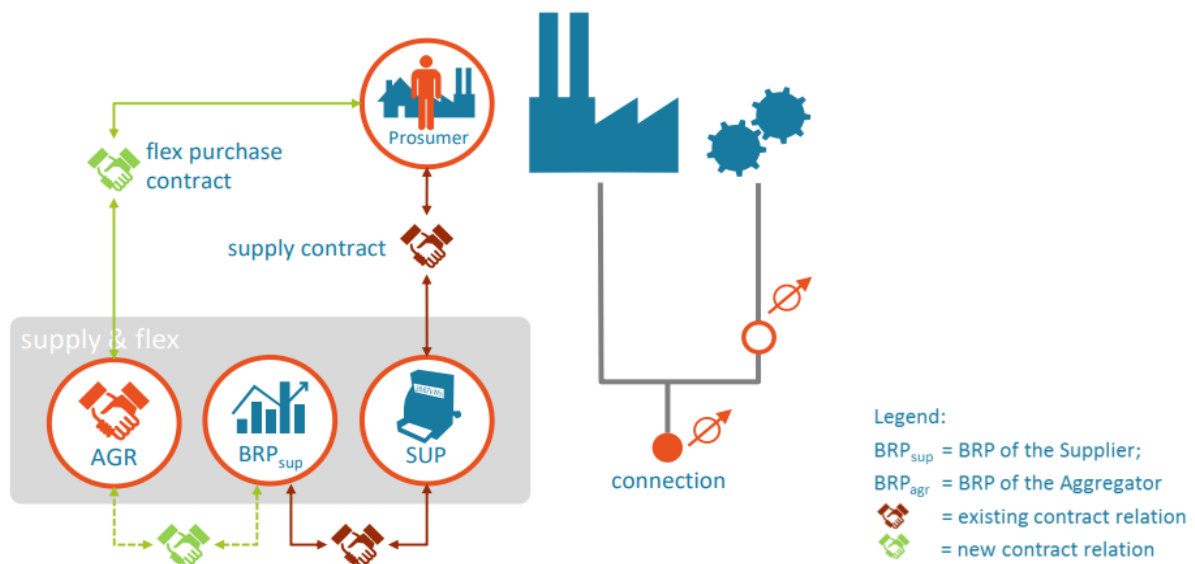 Prosumer
flex purchase
contract
supply contract
supply & flex
AGR
BRPsup
SUP
connection
Legend:
BRPsup = BRP of the Supplier;
BRPagr = BRP of the Aggregator
= existing contract relation
= new contract relation